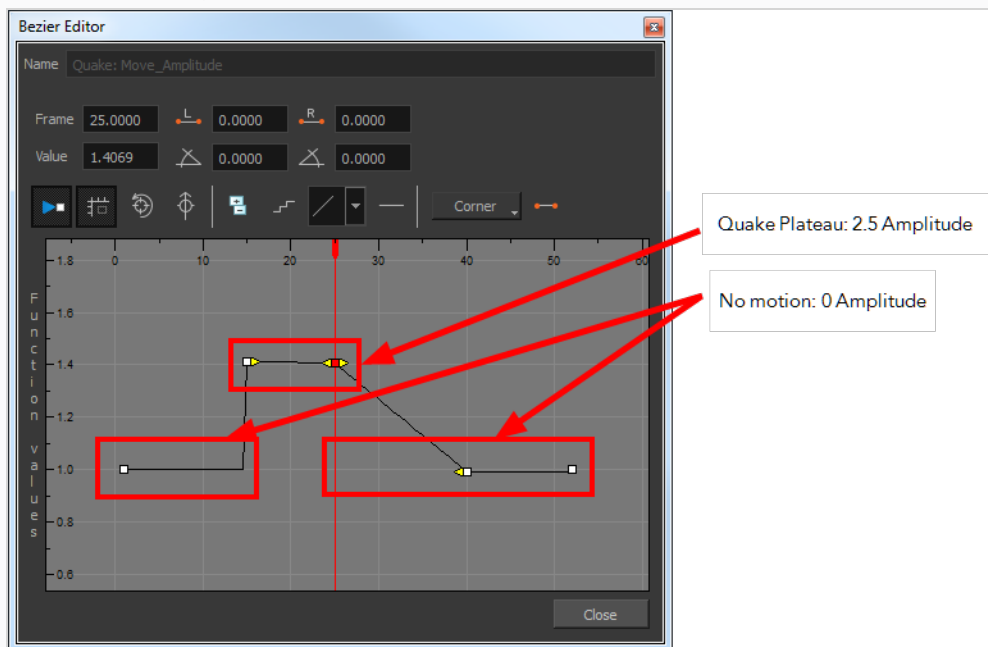 Bezier Editor
Name Quake: Move_Amplitude
Frame 25.0000 L 0.0000 R 0.0000
Value 1.4069 0.0000 0.0000
Corner
Quake Plateau: 2.5 Amplitude
No motion: 0 Amplitude
Function values
0 10 20 30 40 50 60
1.8
1.6
1.4
1.2
1.0
0.8
0.6
Close